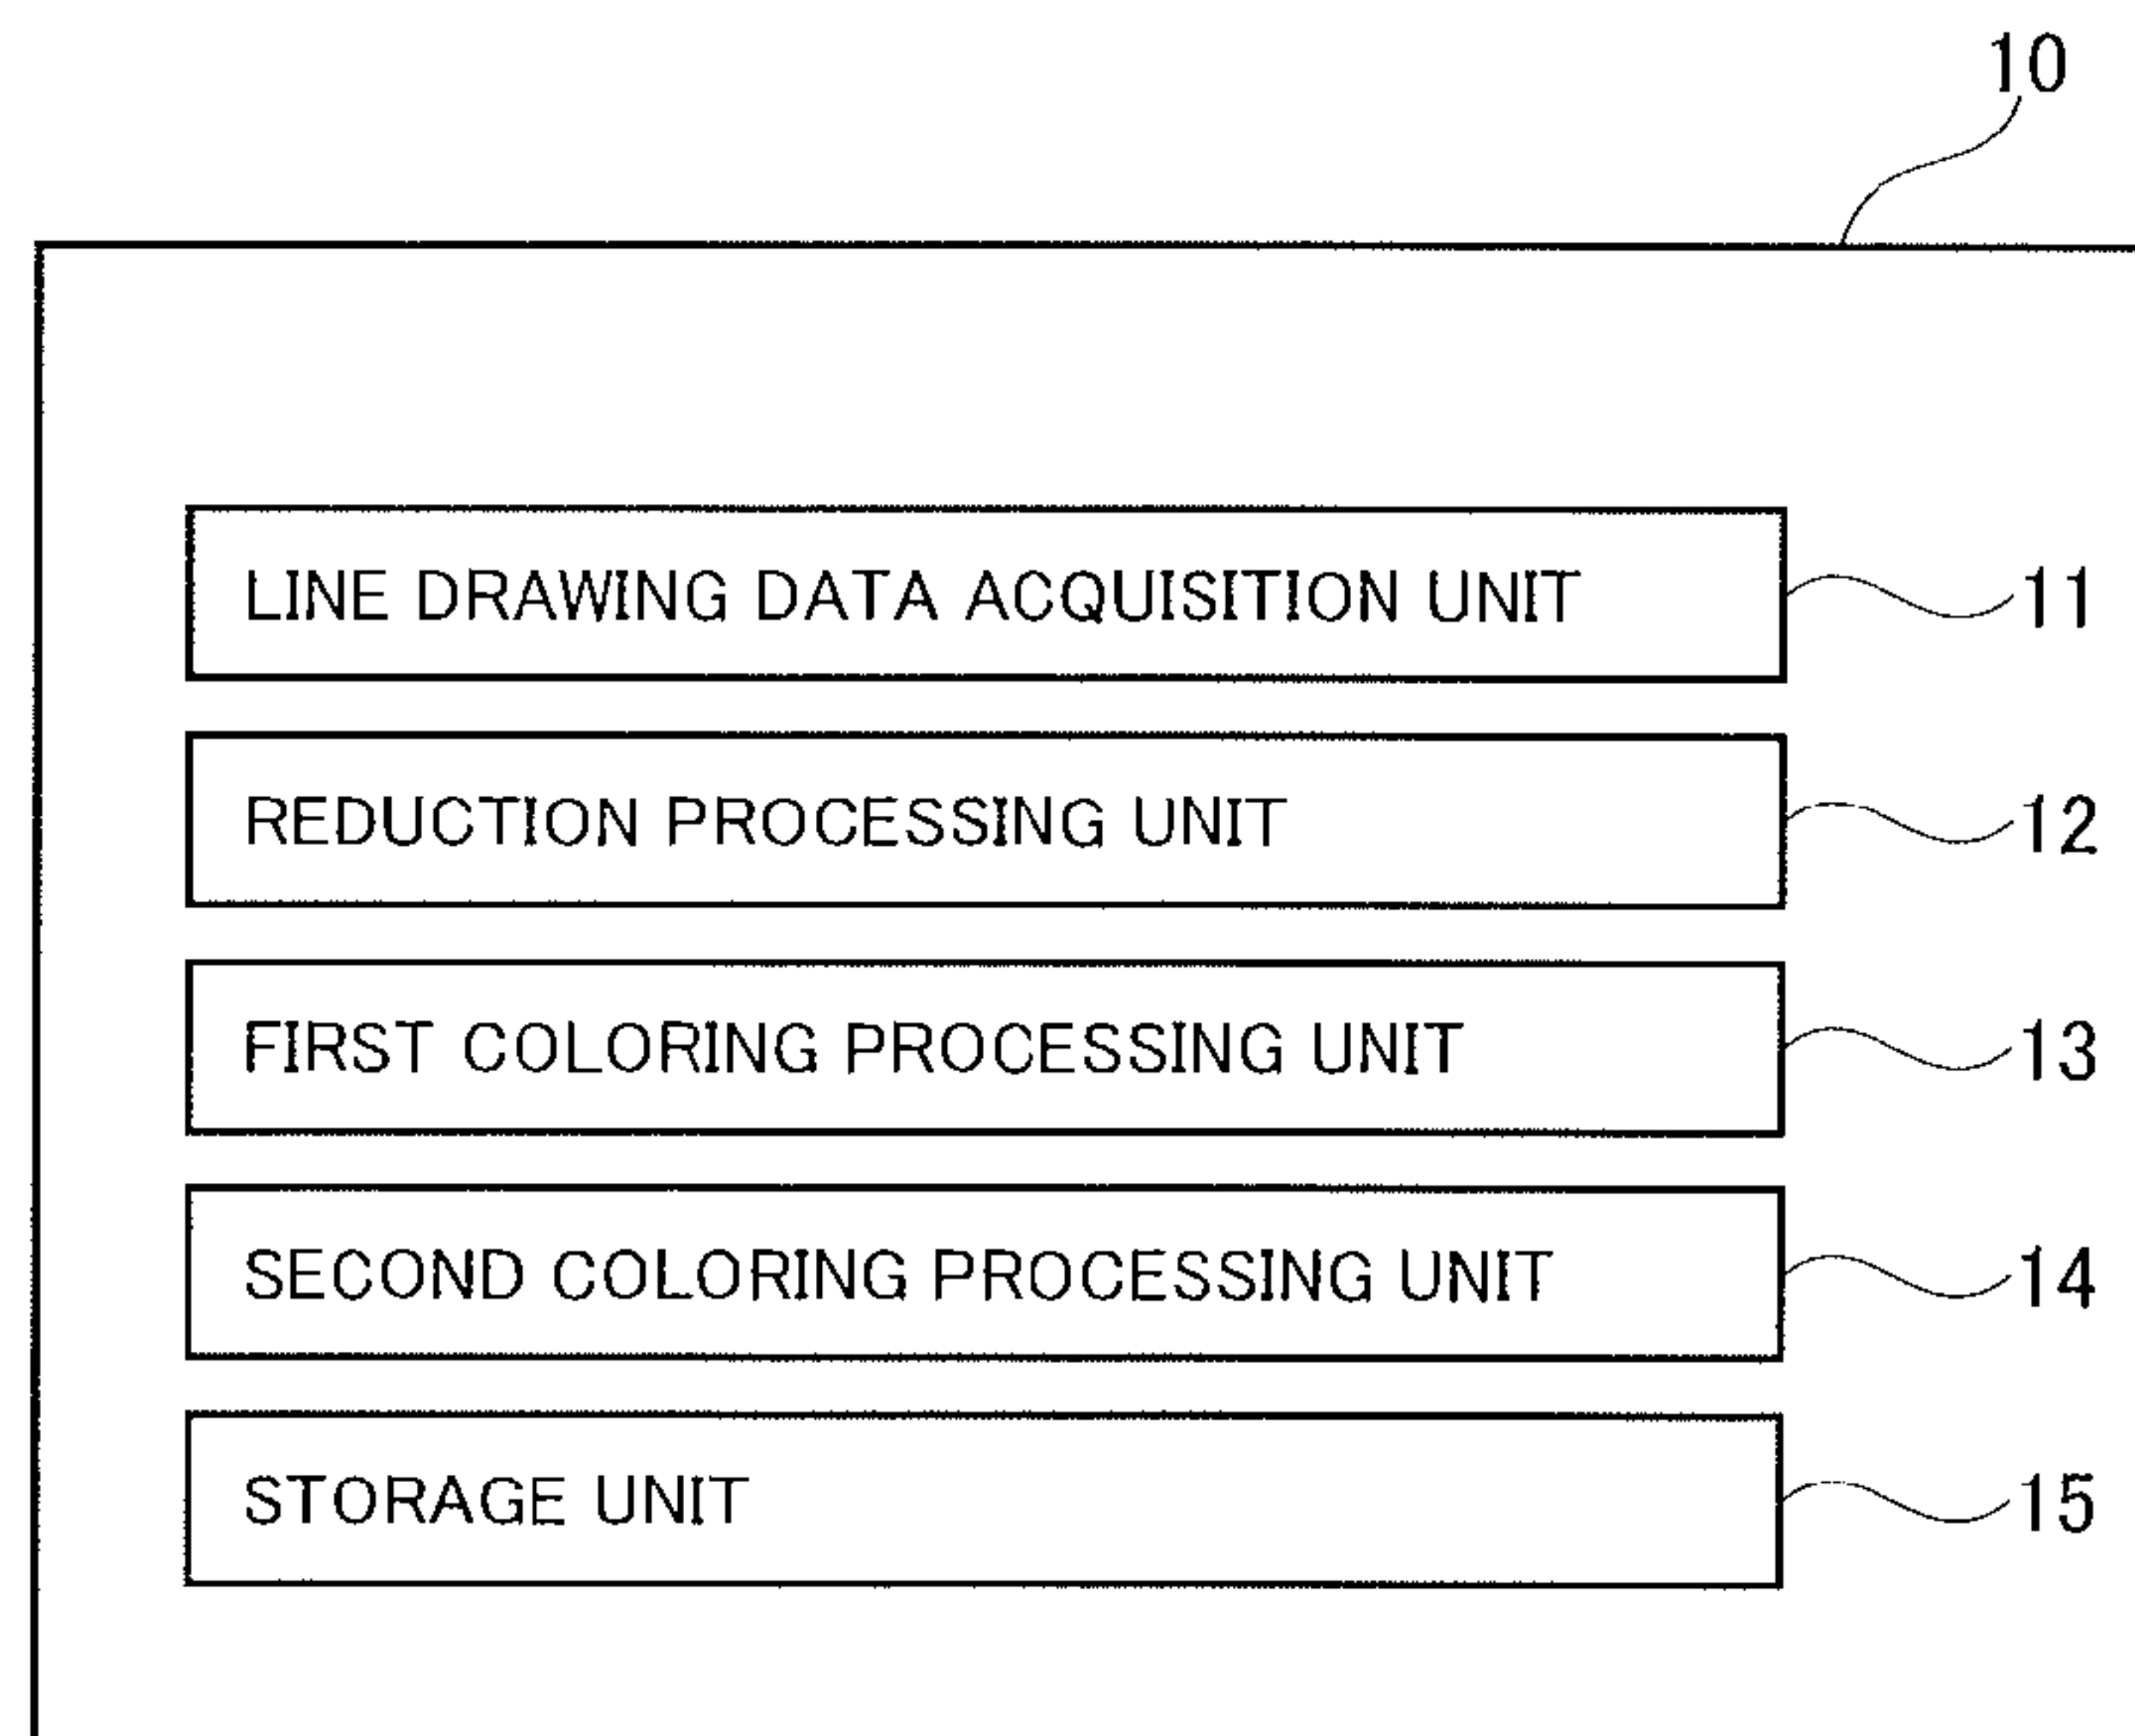 10
LINE DRAWING DATA ACQUISITION UNIT 11
REDUCTION PROCESSING UNIT 12
FIRST COLORING PROCESSING UNIT 13
SECOND COLORING PROCESSING UNIT 14
STORAGE UNIT 15